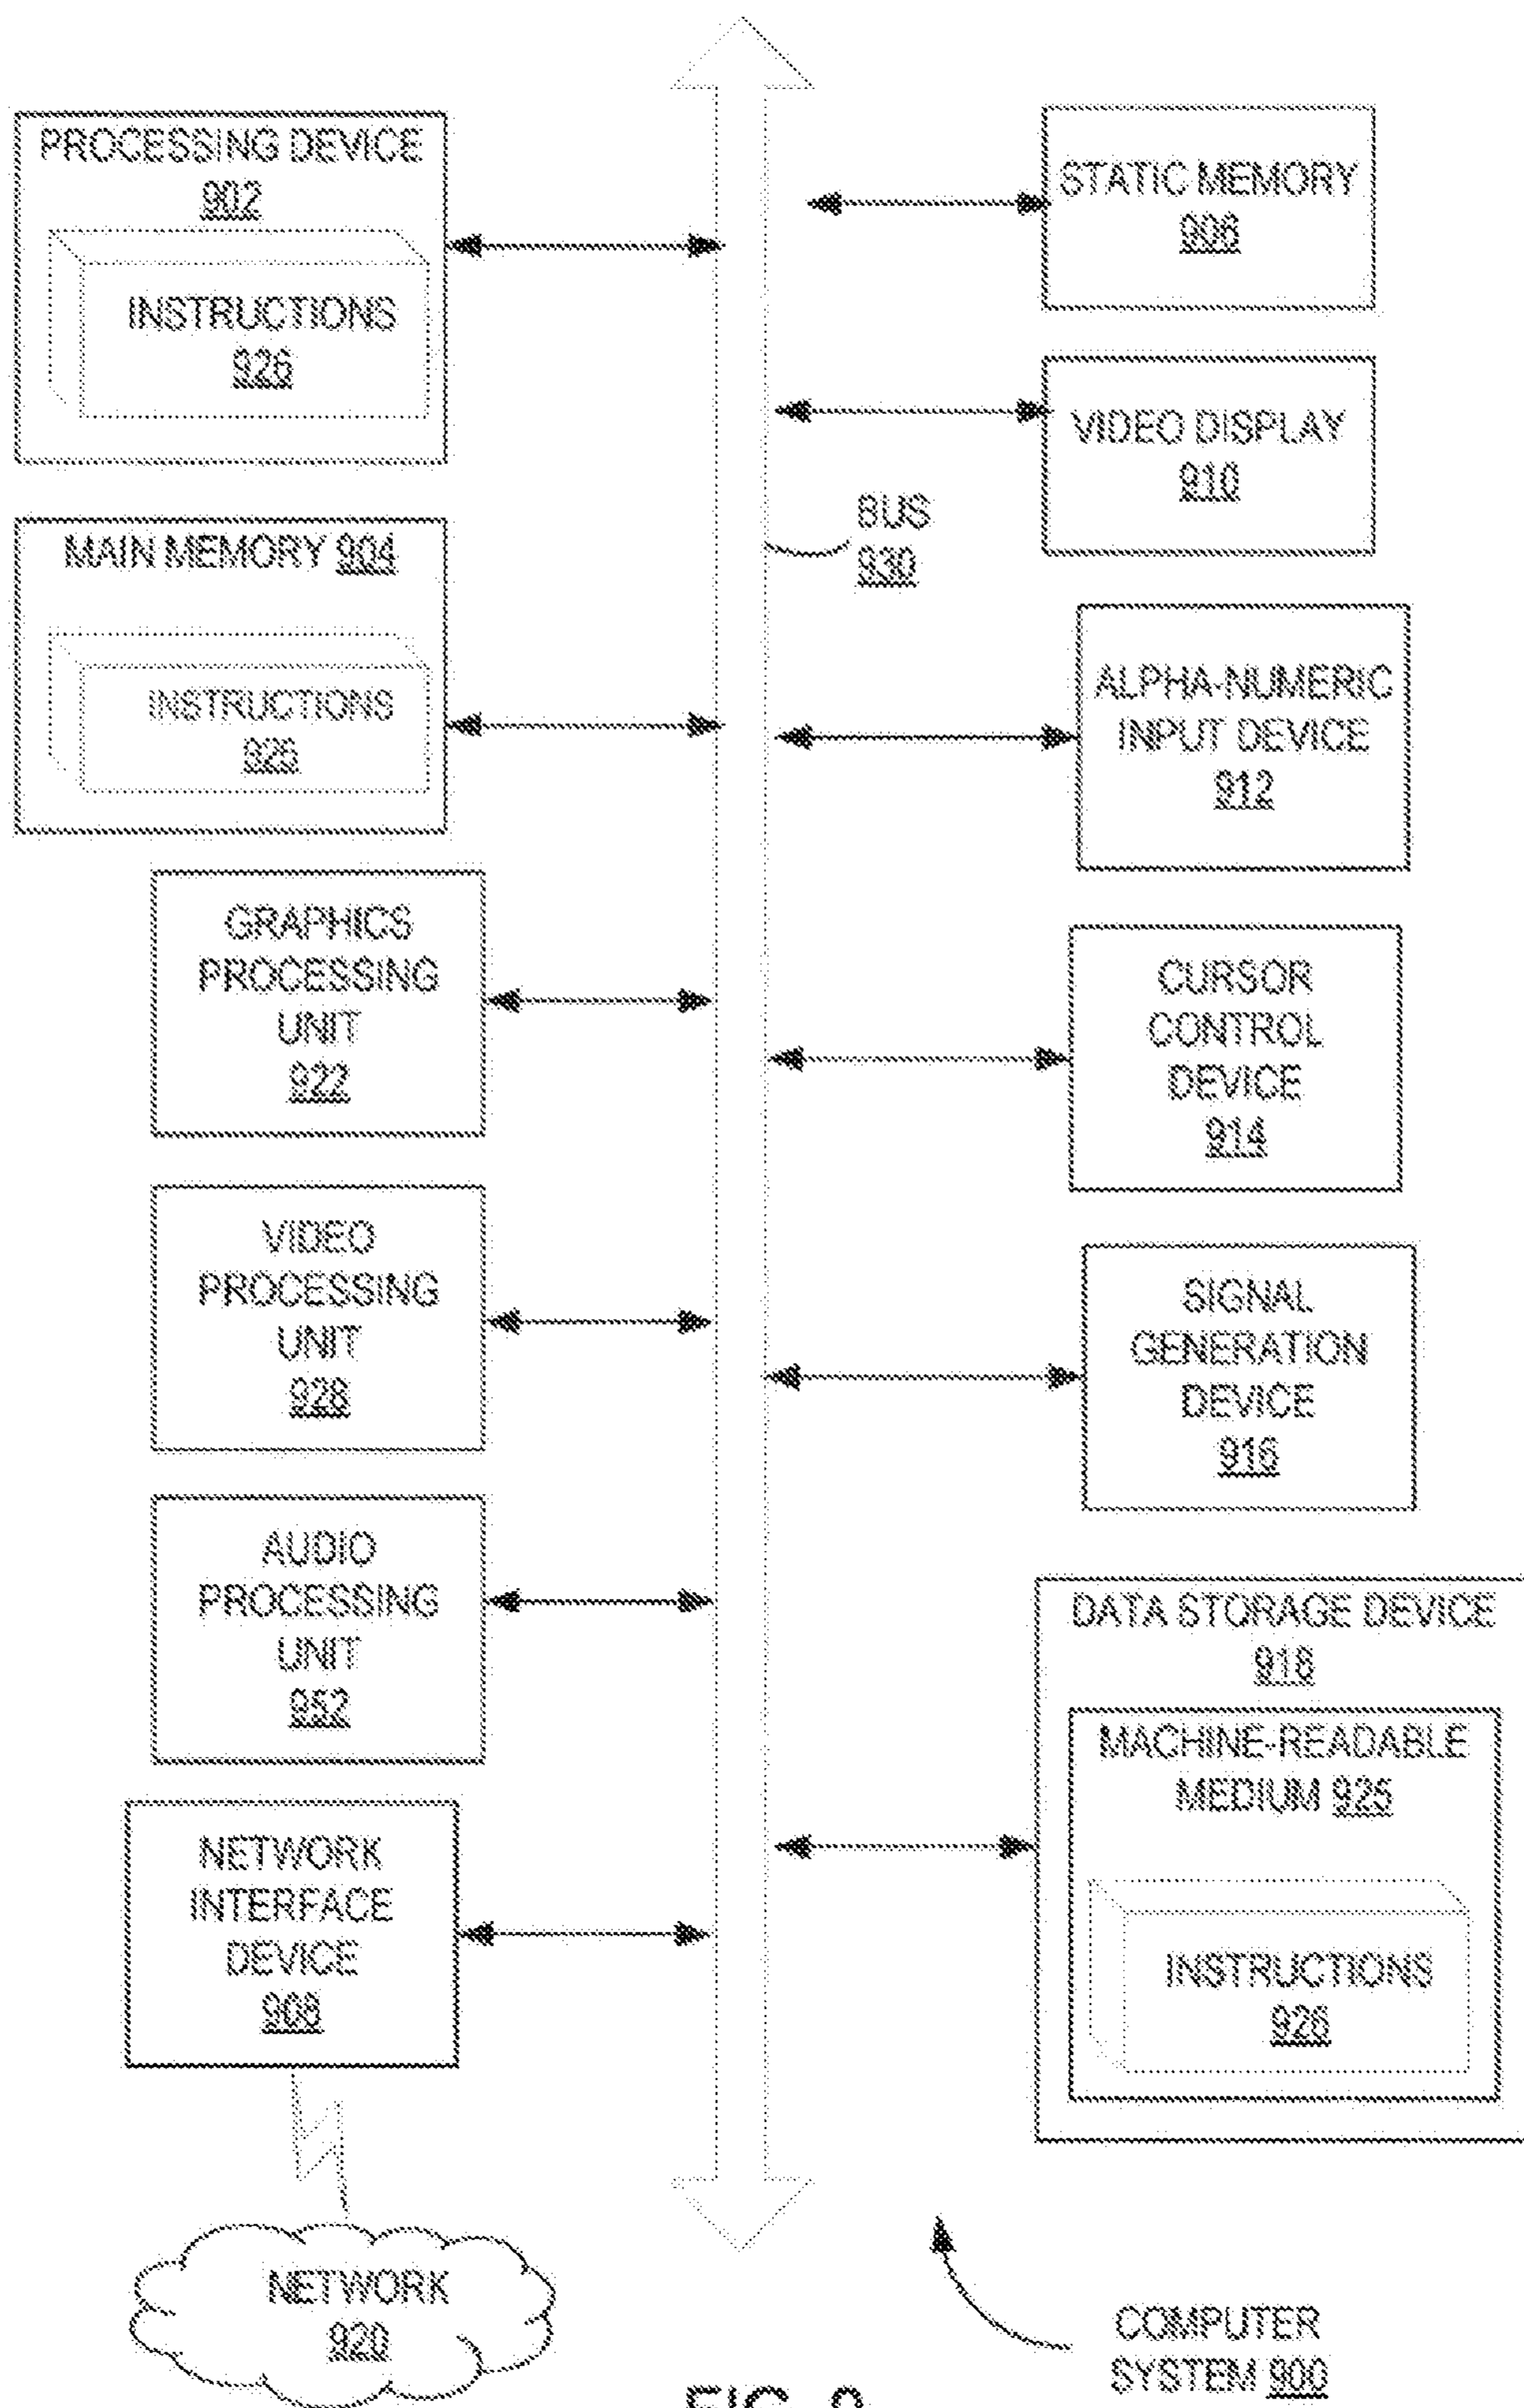 PROCESSING DEVICE
902
INSTRUCTIONS
926
MAIN MEMORY 904
INSTRUCTIONS
926
GRAPHICS
PROCESSING
UNIT
922
VIDEO
PROCESSING
UNIT
928
AUDIO
PROCESSING
UNIT
952
NETWORK
INTERFACE
DEVICE
908
NETWORK
920
BUS
930
STATIC MEMORY
906
VIDEO DISPLAY
910
ALPHA-NUMERIC
INPUT DEVICE
912
CURSOR
CONTROL
DEVICE
914
SIGNAL
GENERATION
DEVICE
916
DATA STORAGE DEVICE
918
MACHINE-READABLE
MEDIUM 925
INSTRUCTIONS
926
COMPUTER
SYSTEM 900
FIG. 9